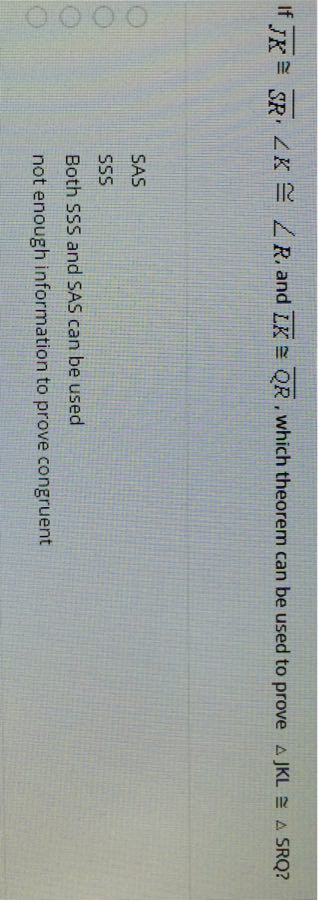 If JK ≅ SR, ∠K ≅ ∠R, and LK ≅ QR, which theorem can be used to prove △ JKL ≅ △ SRQ?
SAS
SSS
Both SSS and SAS can be used
not enough information to prove congruent